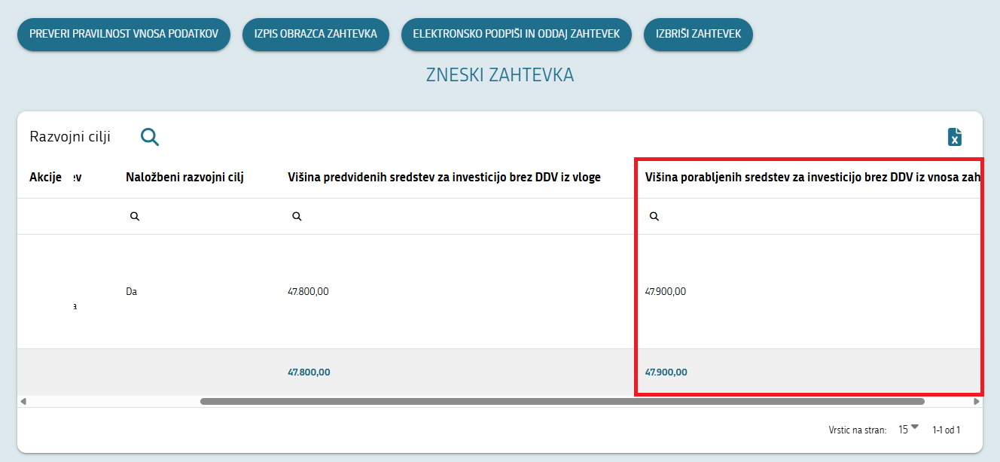 PREVERI PRAVILNOST VNOSA PODATKOV IZPIS OBRAZCA ZAHTEVKA ELEKTRONSKO PODPIŠI IN ODDAJ ZAHTEVEK IZBRIŠI ZAHTEVEK
ZNESKI ZAHTEVKA
Razvojni cilji
Akcije ev Naložbeni razvojni cilj Višina predvidenih sredstev za investicijo brez DDV iz vloge Višina porabljenih sredstev za investicijo brez DDV iz vnosa zah
Da 47.800,00 47.900,00
a
47.800,00 47.900,00
Vrstic na stran: 15 1-1 od 1